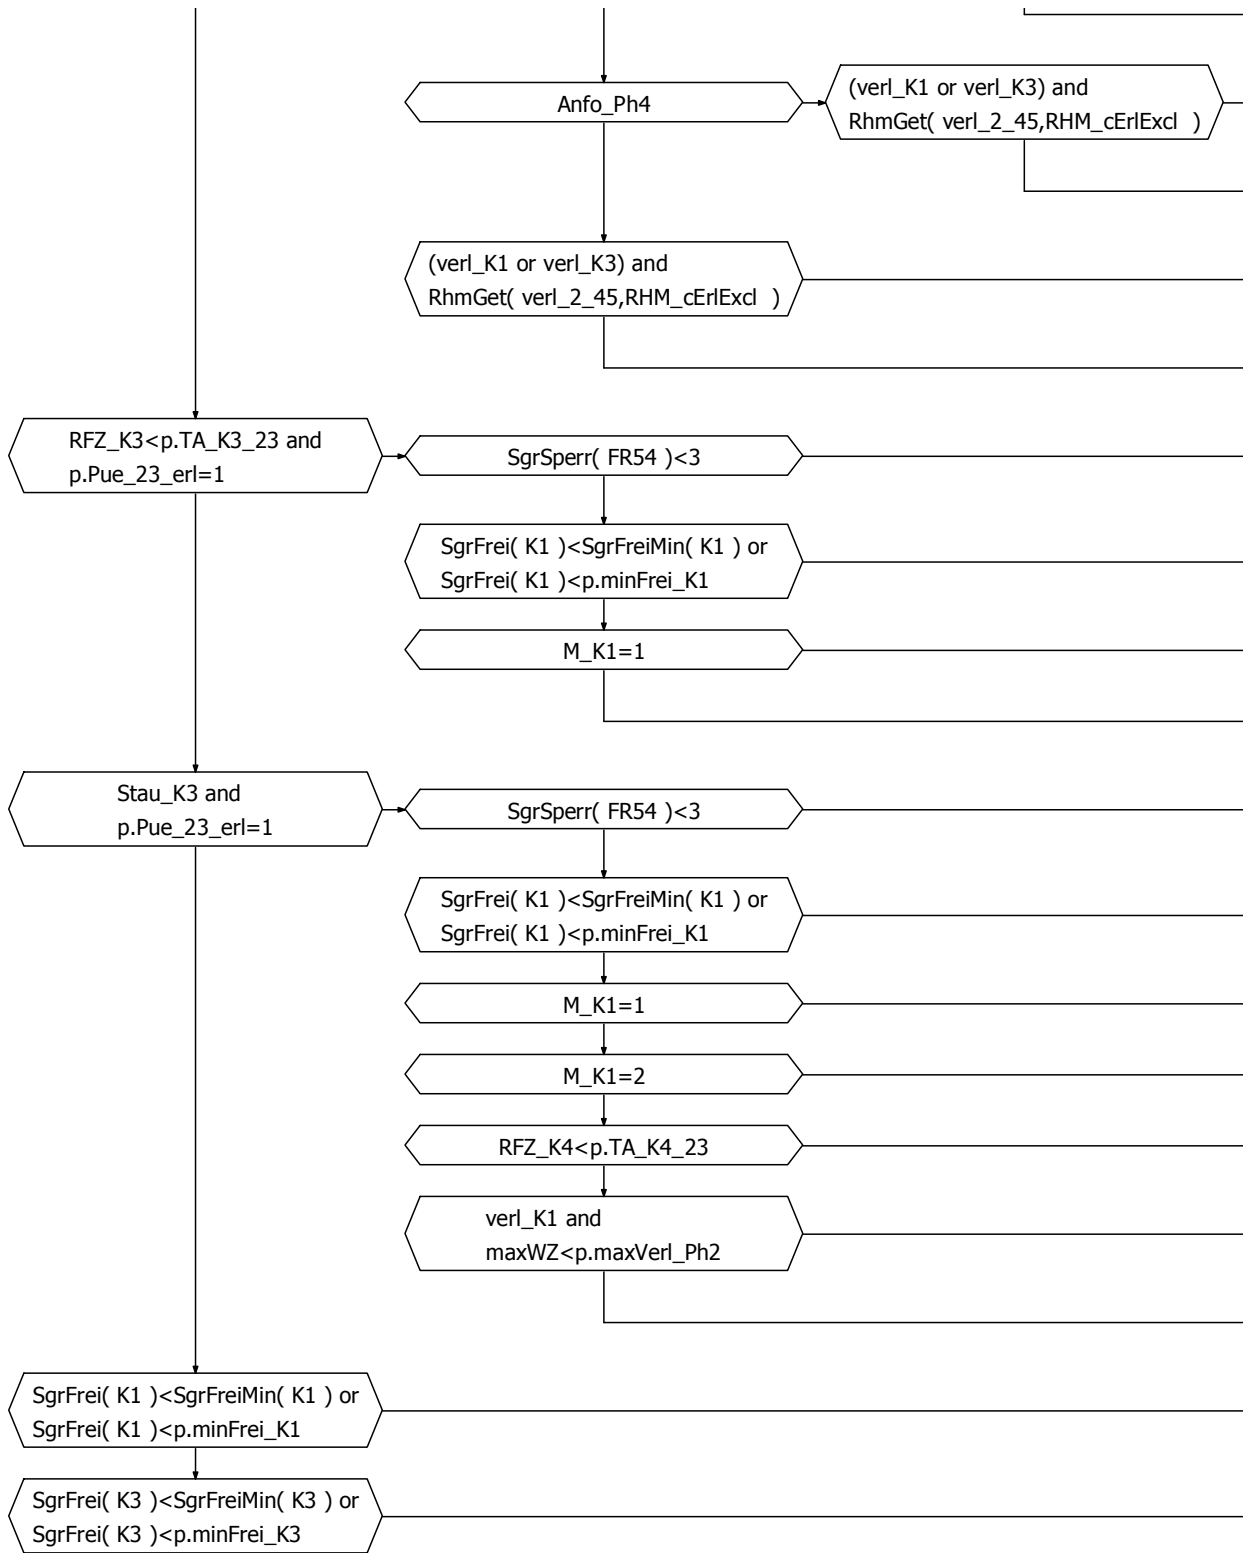 Anfo_Ph4
(verl_K1 or verl_K3) and
RhmGet( verl_2_45,RHM_cErlExcl )
(verl_K1 or verl_K3) and
RhmGet( verl_2_45,RHM_cErlExcl )
RFZ_K3<p.TA_K3_23 and
p.Pue_23_erl=1
SgrSperr( FR54 )<3
SgrFrei( K1 )<SgrFreiMin( K1 ) or
SgrFrei( K1 )<p.minFrei_K1
M_K1=1
Stau_K3 and
p.Pue_23_erl=1
SgrSperr( FR54 )<3
SgrFrei( K1 )<SgrFreiMin( K1 ) or
SgrFrei( K1 )<p.minFrei_K1
M_K1=1
M_K1=2
RFZ_K4<p.TA_K4_23
verl_K1 and
maxWZ<p.maxVerl_Ph2
SgrFrei( K1 )<SgrFreiMin( K1 ) or
SgrFrei( K1 )<p.minFrei_K1
SgrFrei( K3 )<SgrFreiMin( K3 ) or
SgrFrei( K3 )<p.minFrei_K3